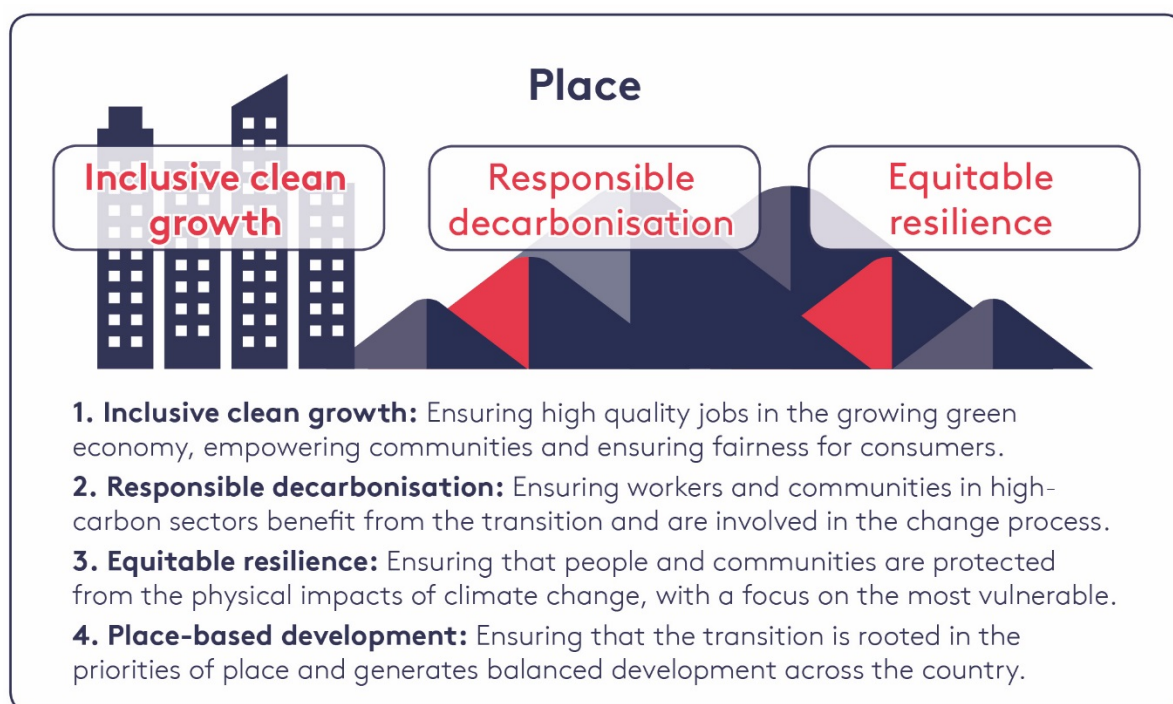 Place
Inclusive clean
growth
Responsible
decarbonisation
Equitable
resilience
1. Inclusive clean growth: Ensuring high quality jobs in the growing green
economy, empowering communities and ensuring fairness for consumers.
2. Responsible decarbonisation: Ensuring workers and communities in high-
carbon sectors benefit from the transition and are involved in the change process.
3. Equitable resilience: Ensuring that people and communities are protected
from the physical impacts of climate change, with a focus on the most vulnerable.
4. Place-based development: Ensuring that the transition is rooted in the
priorities of place and generates balanced development across the country.